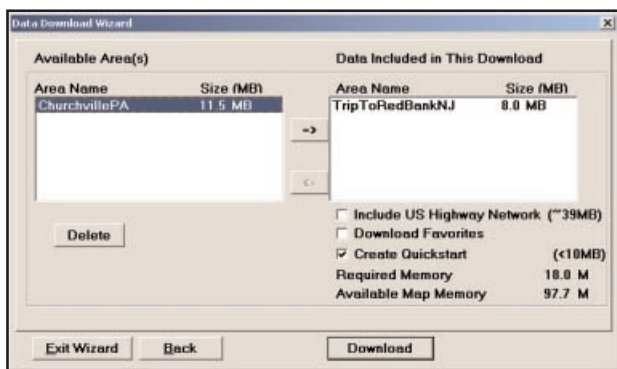 Data Download Wizard
Available Area(s)
Data Included in This Download
Area Name Size (MB)
Area Name Size (MB)
ChurchvillePA 11.5 MB
TripToRedBankNJ 8.0 MB
->
<-
Delete
Include US Highway Network (~39MB)
Download Favorites
Create Quickstart (<10MB)
Required Memory 18.0 M
Available Map Memory 97.7 M
Exit Wizard
Back
Download